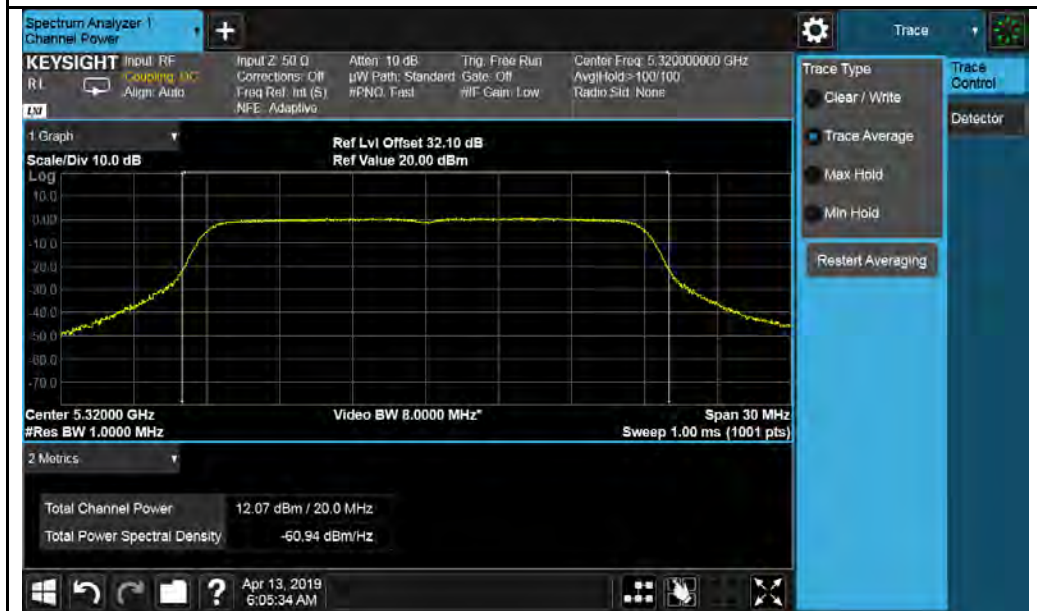 Spectrum Analyzer 1
Channel Power
+
Trace
KEYSIGHT Input: RF
R L
Coupling: DC
Align: Auto
LXI
Input Z: 50 Ω
Corrections: Off
Freq Ref: Int (S)
NFE: Adaptive
Atten: 10 dB
µW Path: Standard
#PNO: Fast
Trig: Free Run
Gate: Off
#IF Gain: Low
Center Freq: 5.320000000 GHz
Avg|Hold:>100/100
Radio Std: None
Trace Type
Clear / Write
Trace Average
Max Hold
Min Hold
Restart Averaging
Trace
Control
Detector
1 Graph
Scale/Div 10.0 dB
Ref Lvl Offset 32.10 dB
Ref Value 20.00 dBm
Log
10.0
0.00
-10.0
-20.0
-30.0
-40.0
-50.0
-60.0
-70.0
Center 5.32000 GHz
#Res BW 1.0000 MHz
Video BW 8.0000 MHz*
Span 30 MHz
Sweep 1.00 ms (1001 pts)
2 Metrics
Total Channel Power 12.07 dBm / 20.0 MHz
Total Power Spectral Density -60.94 dBm/Hz
? Apr 13, 2019
6:05:34 AM